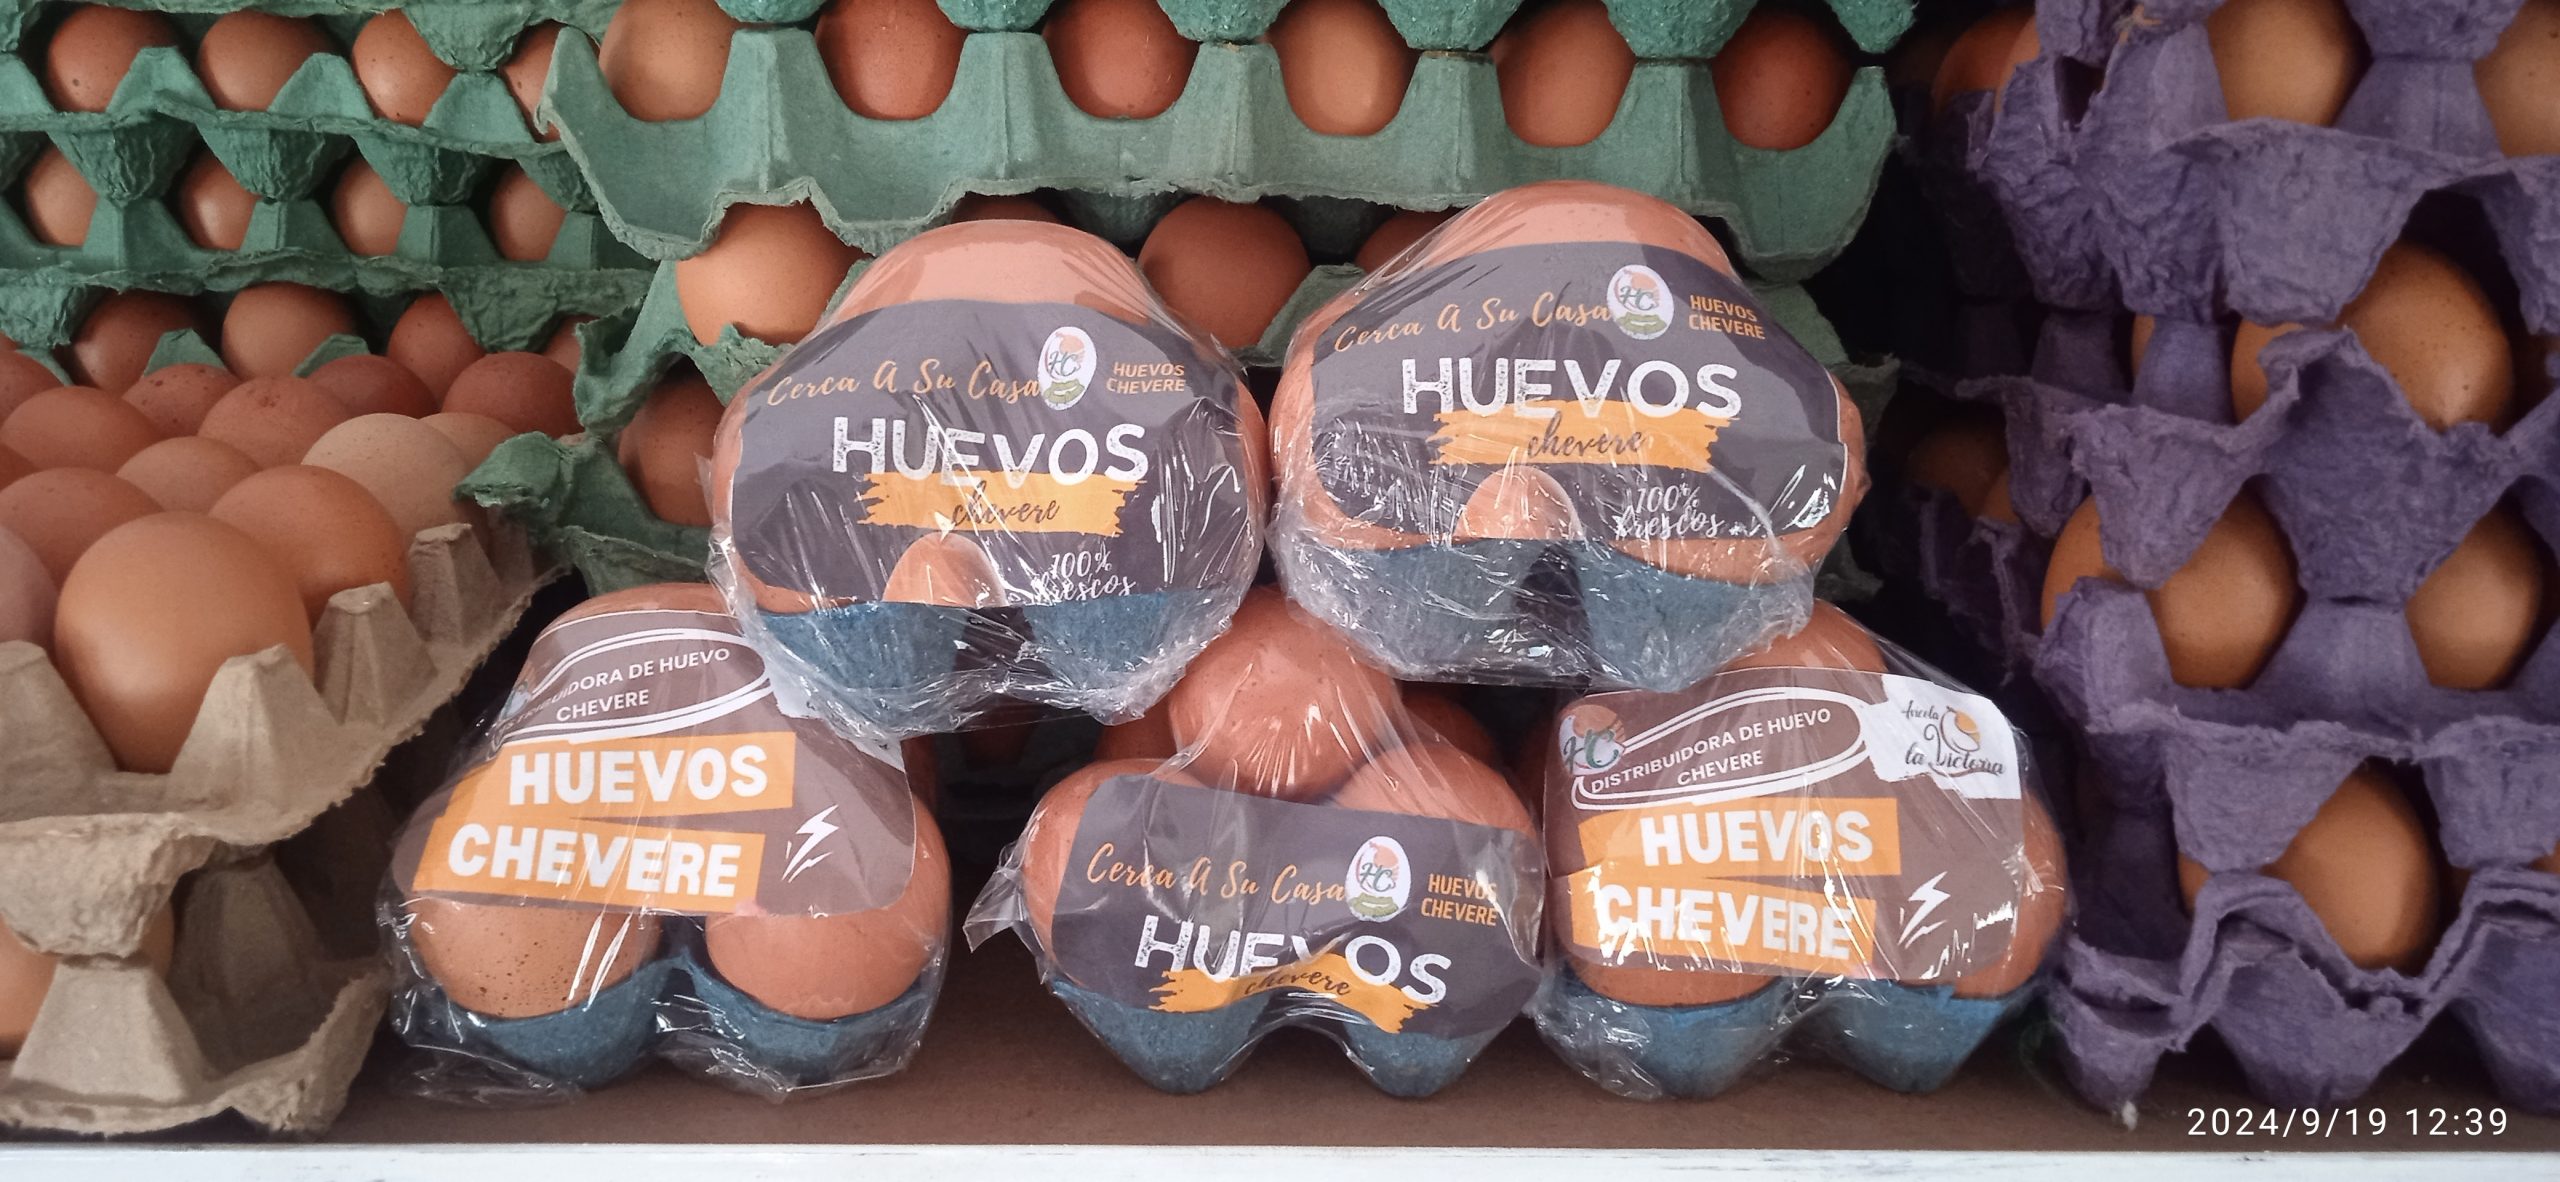 Cerca A Su Casa
HC
HUEVOS
CHEVERE
HUEVOS
chevere
100%
frescos
Cerca A Su Casa
HC
HUEVOS
CHEVERE
HUEVOS
chevere
100%
frescos
DISTRIBUIDORA DE HUEVO
CHEVERE
HUEVOS
CHEVERE
Cerca A Su Casa
HC
HUEVOS
CHEVERE
HUEVOS
chevere
HC
DISTRIBUIDORA DE HUEVO
CHEVERE
Avícola
la Victoria
HUEVOS
CHEVERE
2024/9/19 12:39